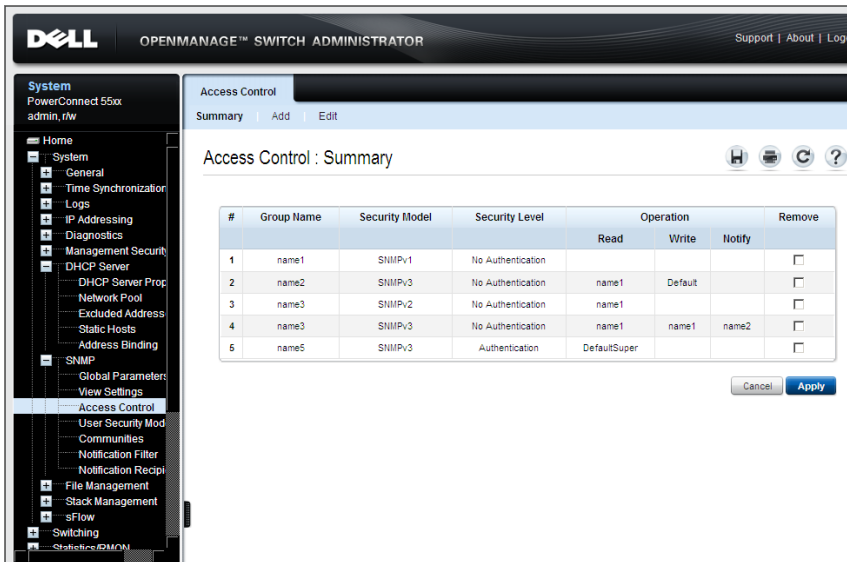 DELL
OPENMANAGE™ SWITCH ADMINISTRATOR
Support | About | Log
System
PowerConnect 55xx
admin, r/w
Home
System
General
Time Synchronization
Logs
IP Addressing
Diagnostics
Management Securit
DHCP Server
DHCP Server Prop
Network Pool
Excluded Address
Static Hosts
Address Binding
SNMP
Global Parameters
View Settings
Access Control
User Security Mod
Communities
Notification Filter
Notification Recipi
File Management
Stack Management
sFlow
Switching
Statistics/RMON
Access Control
Summary | Add | Edit
Access Control : Summary
# Group Name Security Model Security Level Operation Remove
Read Write Notify
1 name1 SNMPv1 No Authentication
2 name2 SNMPv3 No Authentication name1 Default
3 name3 SNMPv2 No Authentication name1
4 name3 SNMPv3 No Authentication name1 name1 name2
5 name5 SNMPv3 Authentication DefaultSuper
Cancel Apply